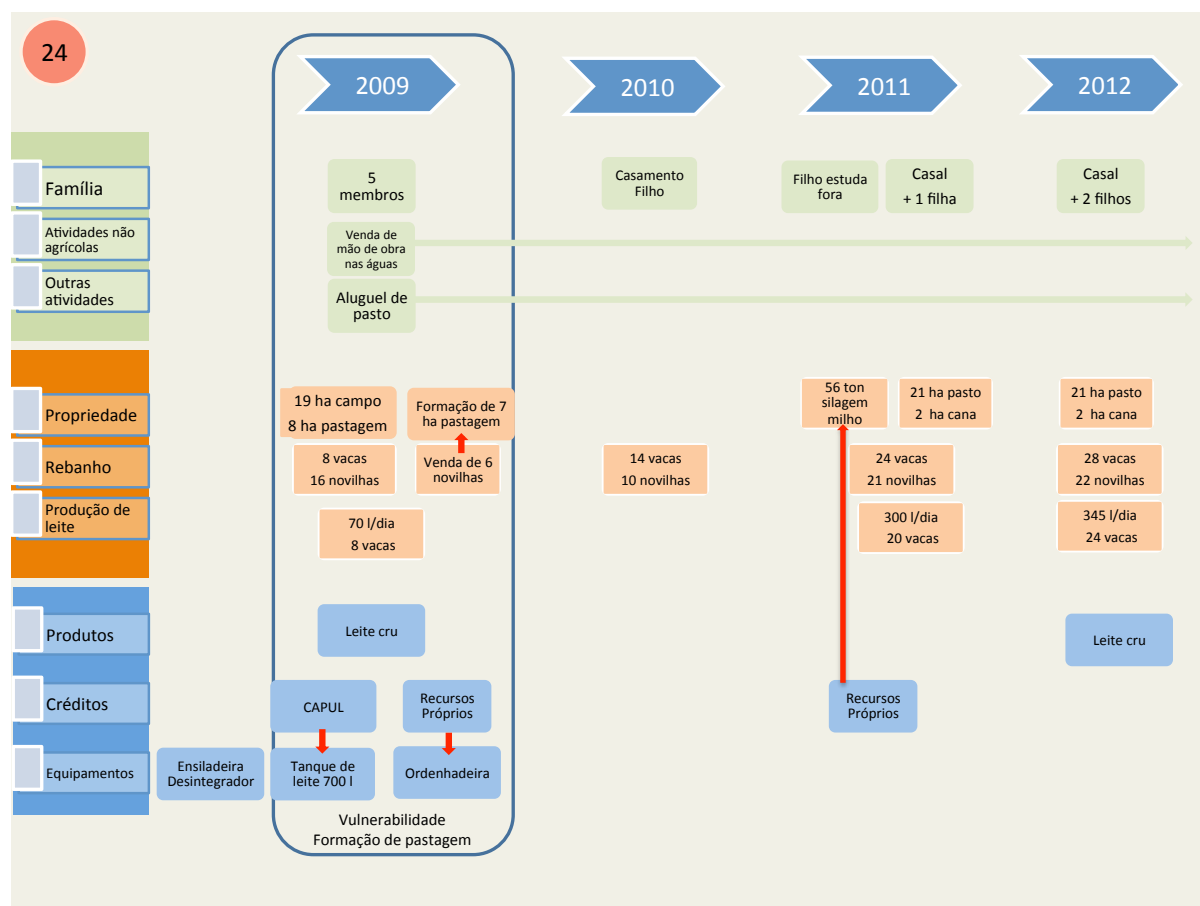 24
2009
2010
2011
2012
Família
5
membros
Casamento
Filho
Filho estuda
fora
Casal
+ 1 filha
Casal
+ 2 filhos
Atividades não
agrícolas
Venda de
mão de obra
nas águas
Outras
atividades
Aluguel de
pasto
Propriedade
19 ha campo
8 ha pastagem
Formação de 7
ha pastagem
56 ton
silagem
milho
21 ha pasto
2 ha cana
21 ha pasto
2 ha cana
Rebanho
8 vacas
16 novilhas
Venda de 6
novilhas
14 vacas
10 novilhas
24 vacas
21 novilhas
28 vacas
22 novilhas
Produção de
leite
70 l/dia
8 vacas
300 l/dia
20 vacas
345 l/dia
24 vacas
Produtos
Leite cru
Leite cru
Créditos
CAPUL
Recursos
Próprios
Recursos
Próprios
Equipamentos
Ensiladeira
Desintegrador
Tanque de
leite 700 l
Ordenhadeira
Vulnerabilidade
Formação de pastagem